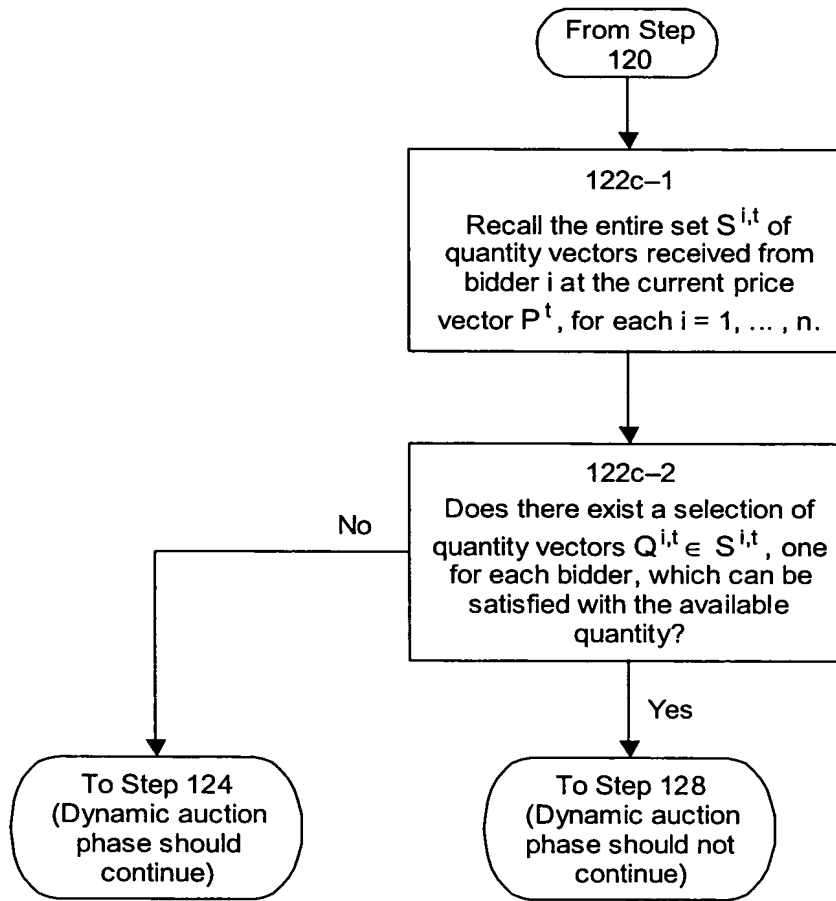 From Step
120
122c–1
Recall the entire set S^{i,t} of
quantity vectors received from
bidder i at the current price
vector P^t , for each i = 1, ... , n.
122c–2
Does there exist a selection of
quantity vectors Q^{i,t} ∈ S^{i,t} , one
for each bidder, which can be
satisfied with the available
quantity?
No
Yes
To Step 124
(Dynamic auction
phase should
continue)
To Step 128
(Dynamic auction
phase should not
continue)